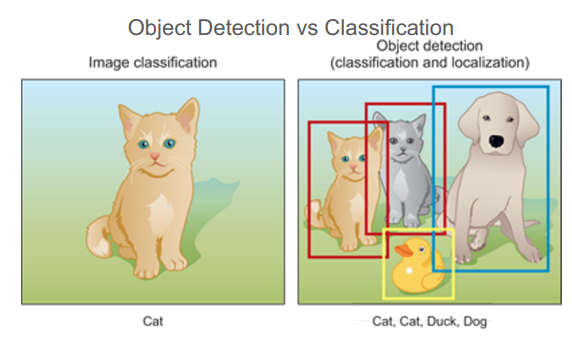 Object Detection vs Classification
Image classification
Object detection
(classification and localization)
Cat
Cat, Cat, Duck, Dog